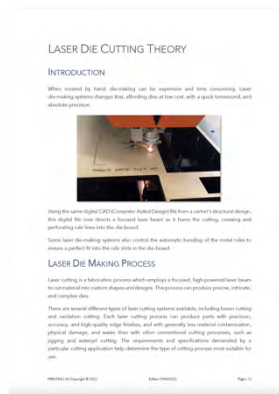 LASER DIE CUTTING THEORY
INTRODUCTION
When created by hand, die-making can be expensive and time consuming. Laser
die-making systems changes that, affording dies at low cost, with a quick turnaround, and
absolute precision.
Using the same digital CAD (Computer Aided Design) file from a carton's structural design,
this digital file now directs a focused laser beam as it burns the cutting, creasing and
perforating rule lines into the die-board.
Some laser die-making systems also control the automatic bending of the metal rules to
ensure a perfect fit into the rule slots in the die-board.
LASER DIE MAKING PROCESS
Laser cutting is a fabrication process which employs a focused, high-powered laser beam
to cut material into custom shapes and designs. This process can produce precise, intricate,
and complex dies.
There are several different types of laser cutting systems available, including fusion cutting
and oxidation cutting. Each laser cutting process can produce parts with precision,
accuracy, and high-quality edge finishes, and with generally less material contamination,
physical damage, and waste than with other conventional cutting processes, such as
jigging and waterjet cutting. The requirements and specifications demanded by a
particular cutting application help determine the type of cutting process most suitable for
use.
PRINTING SA Copyright ©
Page